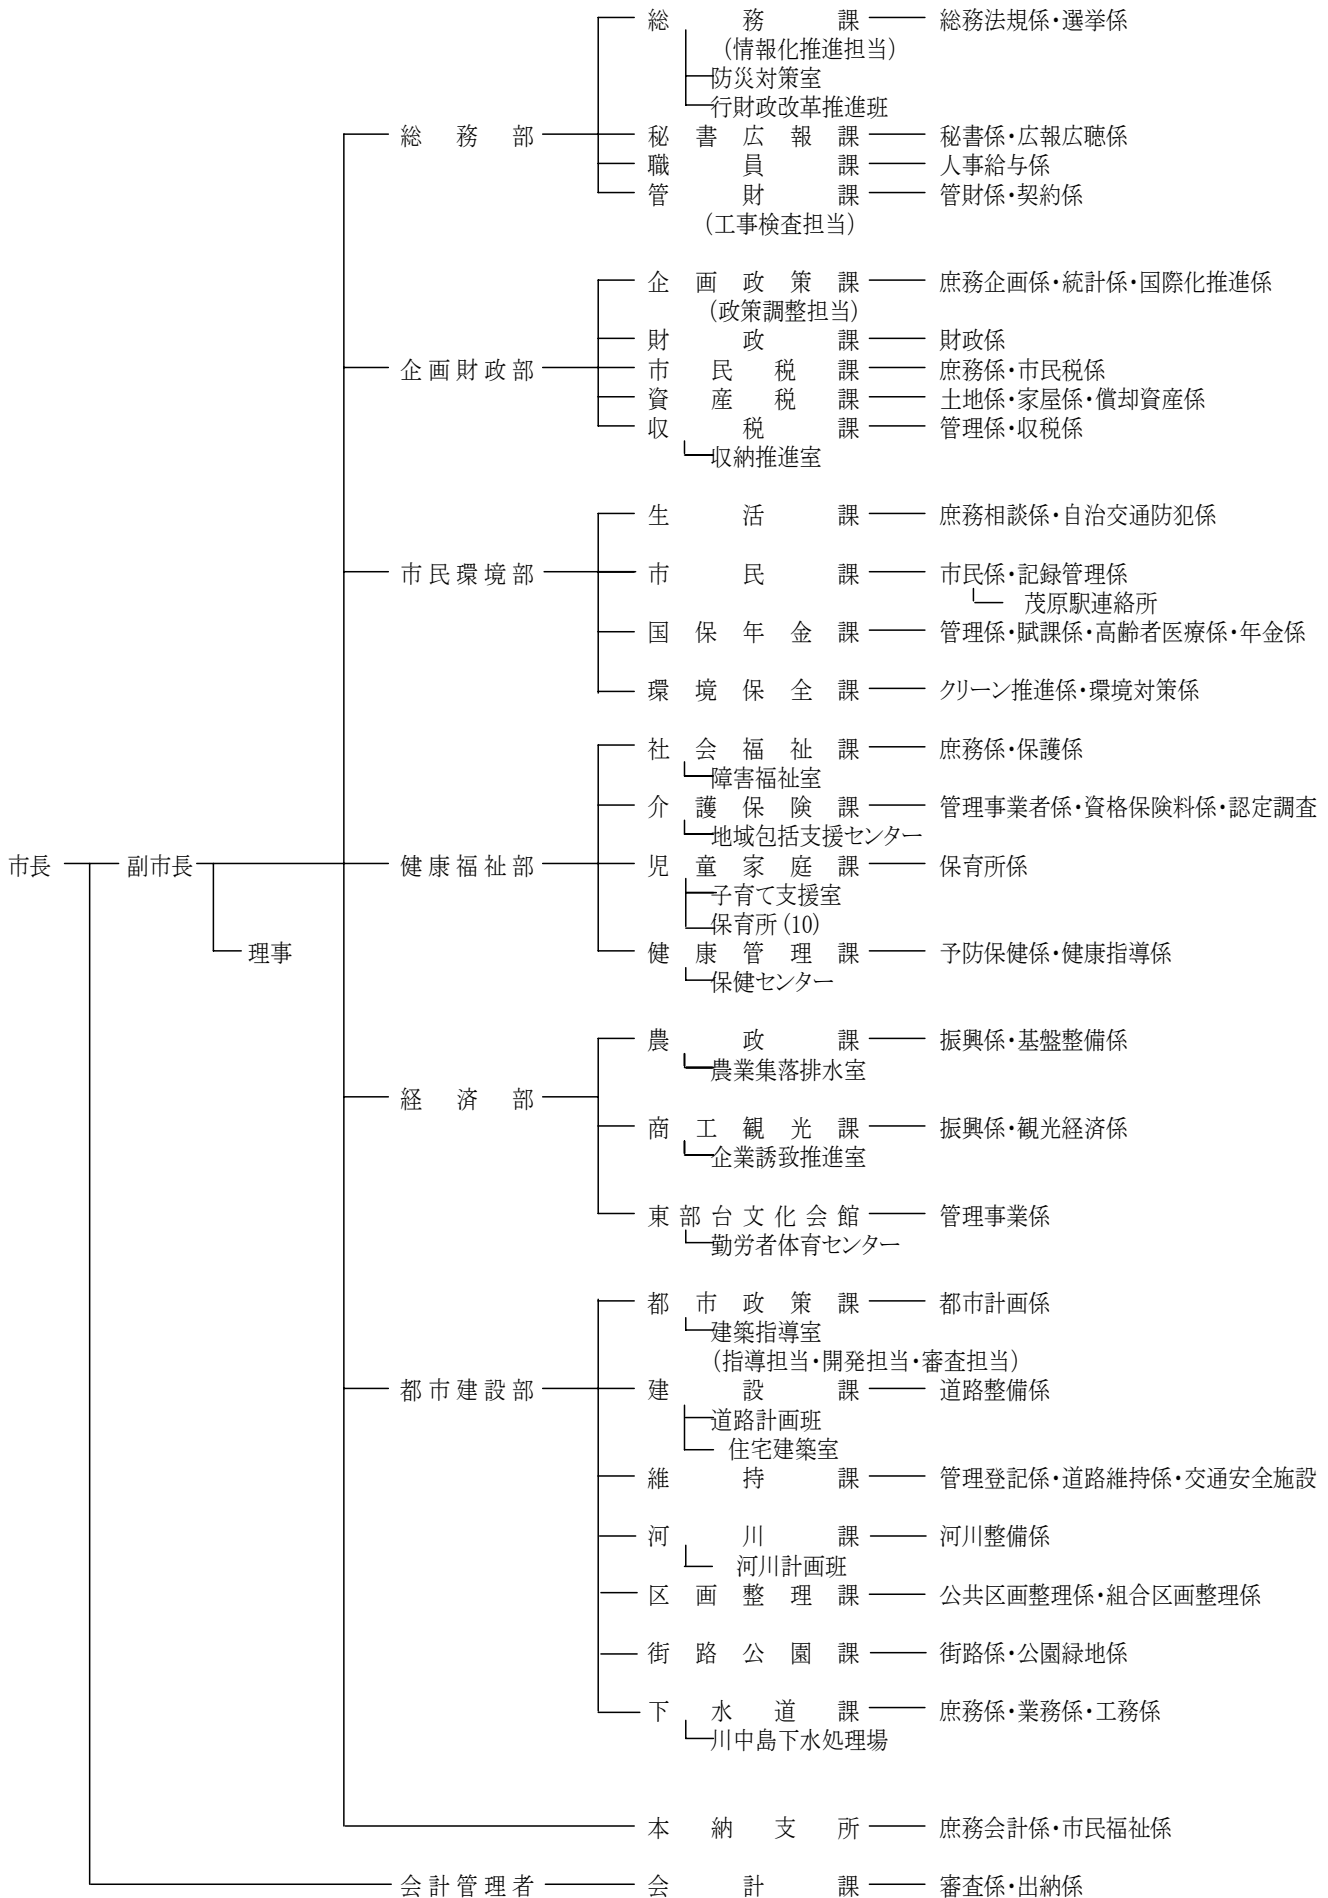 総務課 総務法規係・選挙係
(情報化推進担当)
防災対策室
行財政改革推進班
総務部 秘書広報課 秘書係・広報広聴係
職員課 人事給与係
管財課 管財係・契約係
(工事検査担当)
企画政策課 庶務企画係・統計係・国際化推進係
(政策調整担当)
財政課 財政係
企画財政部 市民税課 庶務係・市民税係
資産税課 土地係・家屋係・償却資産係
収税課 管理係・収税係
収納推進室
生活課 庶務相談係・自治交通防犯係
市民環境部 市民課 市民係・記録管理係
茂原駅連絡所
国保年金課 管理係・賦課係・高齢者医療係・年金係
環境保全課 クリーン推進係・環境対策係
社会福祉課 庶務係・保護係
障害福祉室
介護保険課 管理事業者係・資格保険料係・認定調査
地域包括支援センター
市長 副市長 健康福祉部 児童家庭課 保育所係
子育て支援室
保育所(10)
理事 健康管理課 予防保健係・健康指導係
保健センター
農政課 振興係・基盤整備係
農業集落排水室
経済部
商工観光課 振興係・観光経済係
企業誘致推進室
東部台文化会館 管理事業係
勤労者体育センター
都市政策課 都市計画係
建築指導室
(指導担当・開発担当・審査担当)
都市建設部 建設課 道路整備係
道路計画班
住宅建築室
維持課 管理登記係・道路維持係・交通安全施設
河川課 河川整備係
河川計画班
区画整理課 公共区画整理係・組合区画整理係
街路公園課 街路係・公園緑地係
下水道課 庶務係・業務係・工務係
川中島下水処理場
本納支所 庶務会計係・市民福祉係
会計管理者 会計課 審査係・出納係